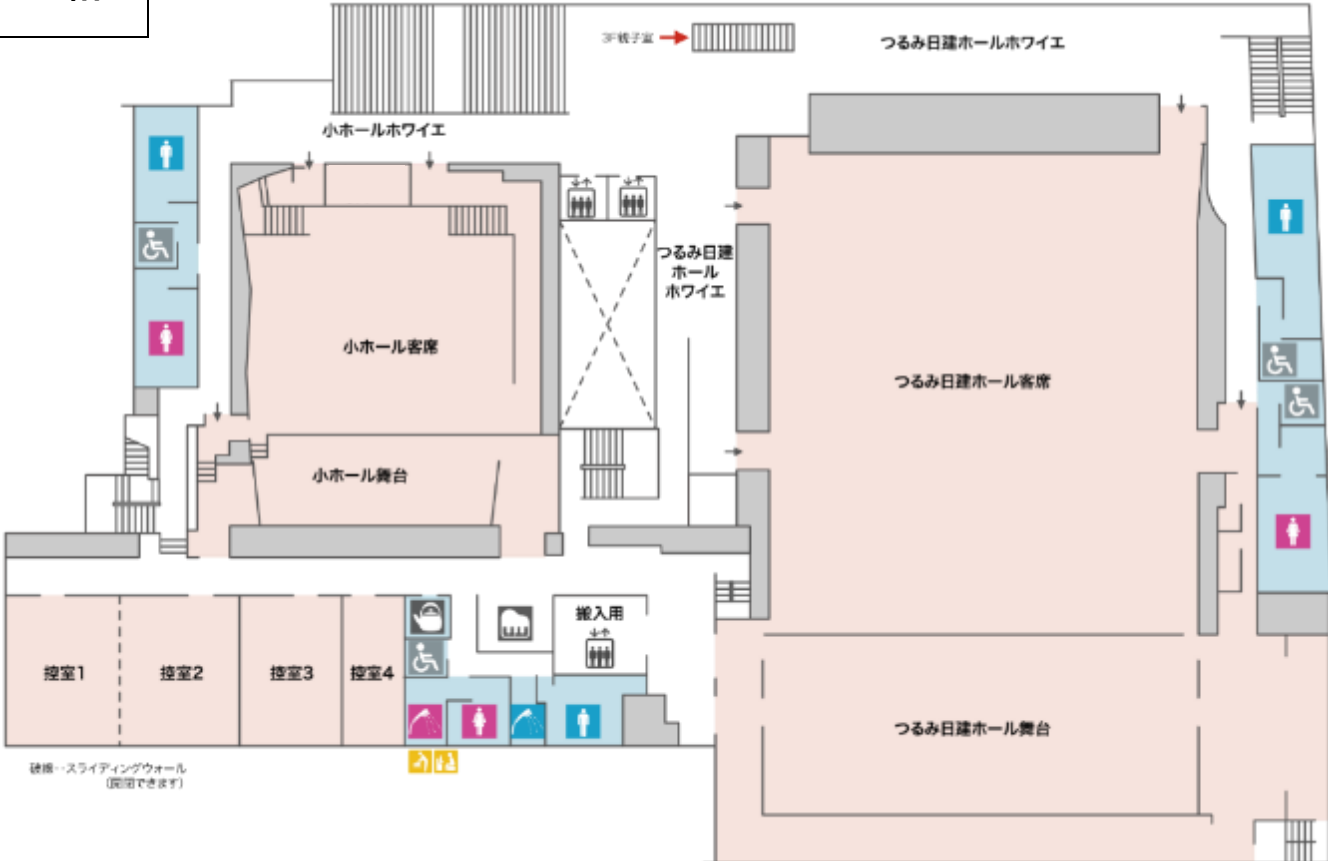 3F親子室
つるみ日建ホールホワイエ
小ホールホワイエ
つるみ日建
ホール
ホワイエ
小ホール客席
つるみ日建ホール客席
小ホール舞台
搬入用
控室1
控室2
控室3
控室4
つるみ日建ホール舞台
破線…スライディングウォール
(開閉できます)